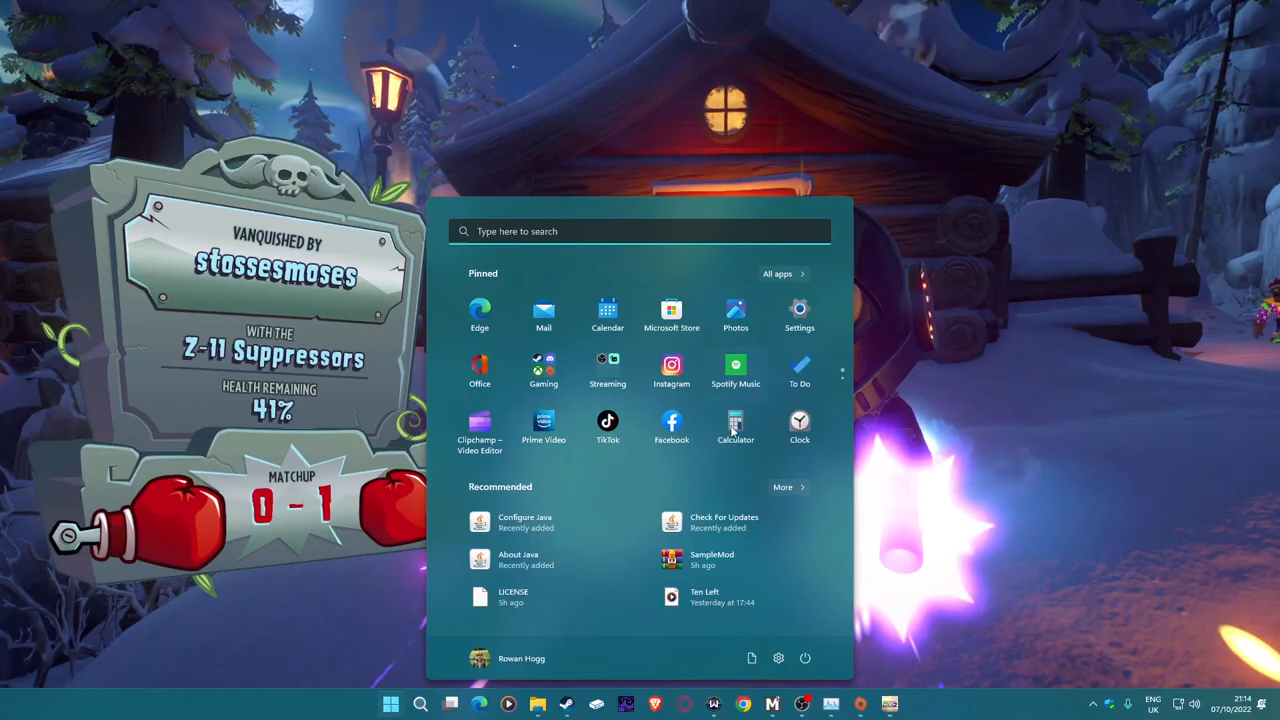 VANQUISHED BY
stossesmoses
WITH THE
Z-11 Suppressors
HEALTH REMAINING
41%
MATCHUP
0 - 1
Type here to search
Pinned
All apps
Edge
Mail
Calendar
Microsoft Store
Photos
Settings
Office
Gaming
Streaming
Instagram
Spotify Music
To Do
Clipchamp –
Video Editor
Prime Video
TikTok
Facebook
Calculator
Clock
Recommended
More
Configure Java
Recently added
Check For Updates
Recently added
About Java
Recently added
SampleMod
5h ago
LICENSE
5h ago
Ten Left
Yesterday at 17:44
Rowan Hogg
ENG
UK
21:14
07/10/2022